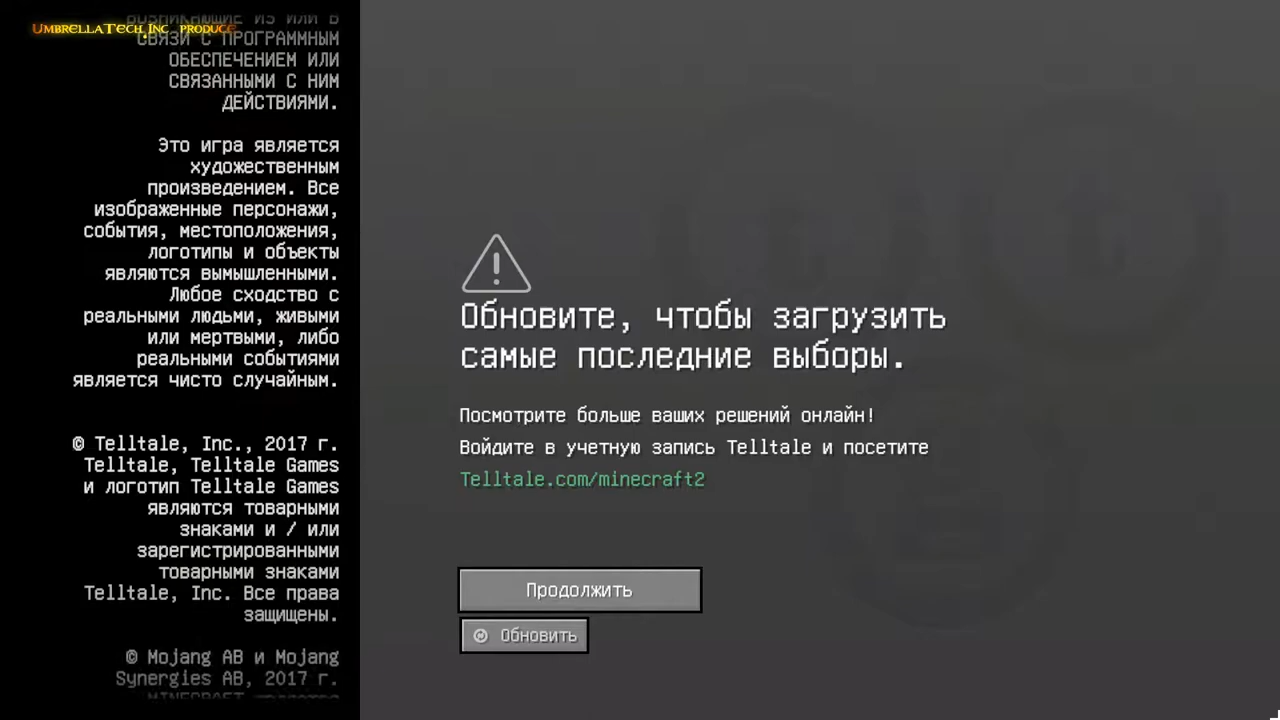 UmbrellaTech.Inc produce
ВОЗНИКАЮЩИЕ ИЗ ИЛИ В
СВЯЗИ С ПРОГРАММНЫМ
ОБЕСПЕЧЕНИЕМ ИЛИ
СВЯЗАННЫМИ С НИМ
ДЕЙСТВИЯМИ.
Это игра является
художественным
произведением. Все
изображенные персонажи,
события, местоположения,
логотипы и объекты
являются вымышленными.
Любое сходство с
реальными людьми, живыми
или мертвыми, либо
реальными событиями
является чисто случайным.
© Telltale, Inc., 2017 г.
Telltale, Telltale Games
и логотип Telltale Games
являются товарными
знаками и / или
зарегистрированными
товарными знаками
Telltale, Inc. Все права
защищены.
© Mojang AB и Mojang
Synergies AB, 2017 г.
MINECRAFT
Обновите, чтобы загрузить
самые последние выборы.
Посмотрите больше ваших решений онлайн!
Войдите в учетную запись Telltale и посетите
Telltale.com/minecraft2
Продолжить
Обновить